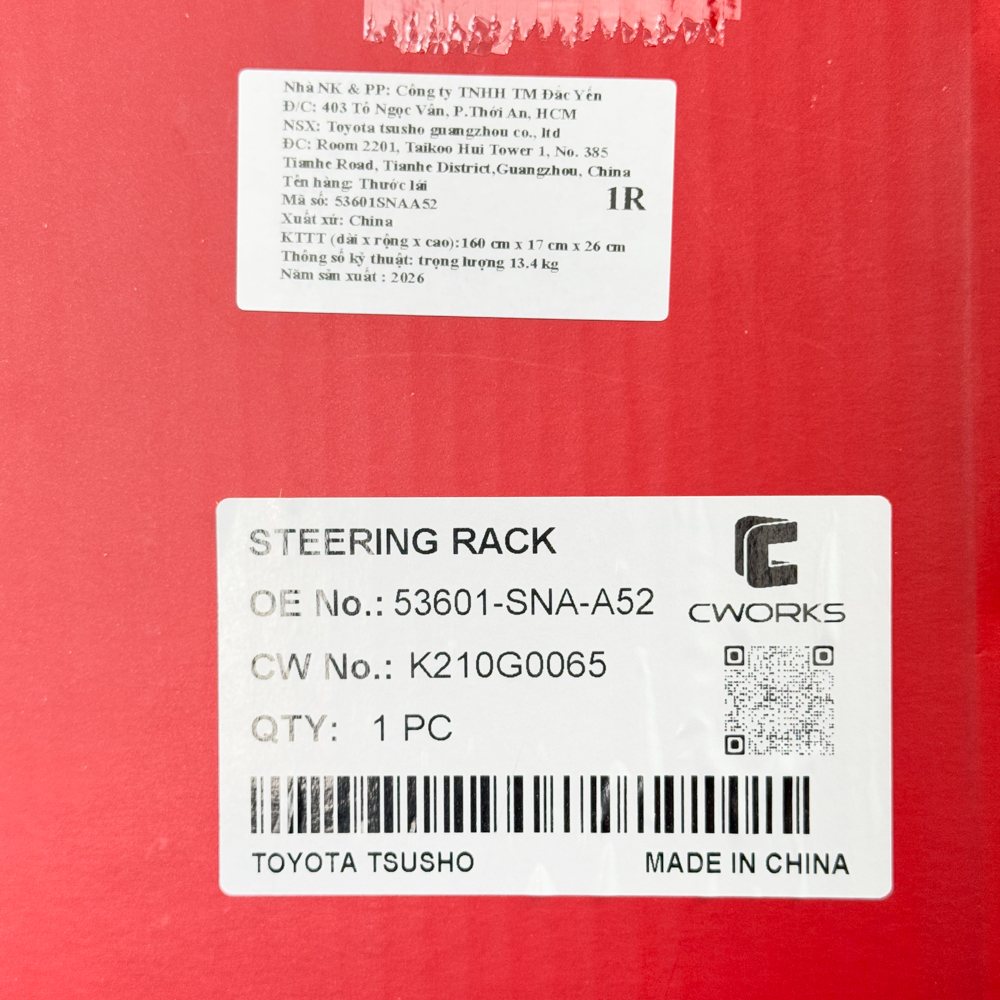 Nhà NK & PP: Công ty TNHH TM Đắc Yến
Đ/C: 403 Tô Ngọc Vân, P.Thới An, HCM
NSX: Toyota tsusho guangzhou co., ltd
ĐC: Room 2201, Taikoo Hui Tower 1, No. 385
Tianhe Road, Tianhe District,Guangzhou, China
Tên hàng: Thước lái
Mã số: 53601SNAA52
1R
Xuất xứ: China
KTTT (dài x rộng x cao):160 cm x 17 cm x 26 cm
Thông số kỹ thuật: trọng lượng 13.4 kg
Năm sản xuất : 2026
STEERING RACK
OE No.: 53601-SNA-A52
CWORKS
CW No.: K210G0065
QTY: 1 PC
TOYOTA TSUSHO MADE IN CHINA